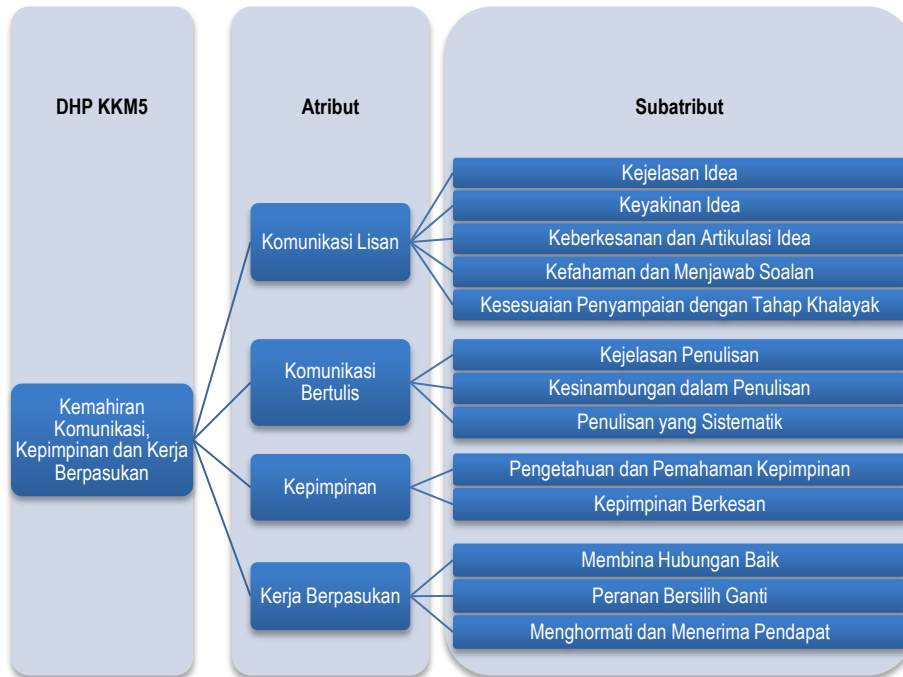 DHP KKM5
Atribut
Subatribut
Kemahiran
Komunikasi,
Kepimpinan dan Kerja
Berpasukan
Komunikasi Lisan
Kejelasan Idea
Keyakinan Idea
Keberkesanan dan Artikulasi Idea
Kefahaman dan Menjawab Soalan
Kesesuaian Penyampaian dengan Tahap Khalayak
Komunikasi
Bertulis
Kejelasan Penulisan
Kesinambungan dalam Penulisan
Penulisan yang Sistematik
Kepimpinan
Pengetahuan dan Pemahaman Kepimpinan
Kepimpinan Berkesan
Kerja Berpasukan
Membina Hubungan Baik
Peranan Bersilih Ganti
Menghormati dan Menerima Pendapat